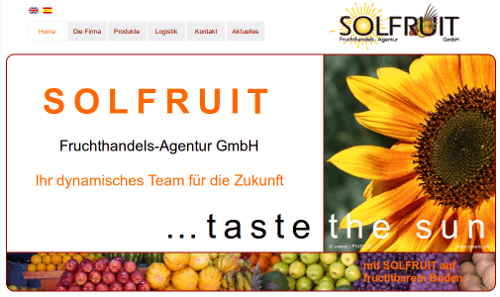 SOLFRUIT
Fruchthandels-Agentur GmbH
Home Die Firma Produkte Logistik Kontakt Aktuelles
SOLFRUIT
Fruchthandels-Agentur GmbH
Ihr dynamisches Team für die Zukunft
...taste the sun
mit SOLFRUIT auf
fruchtbarem Boden